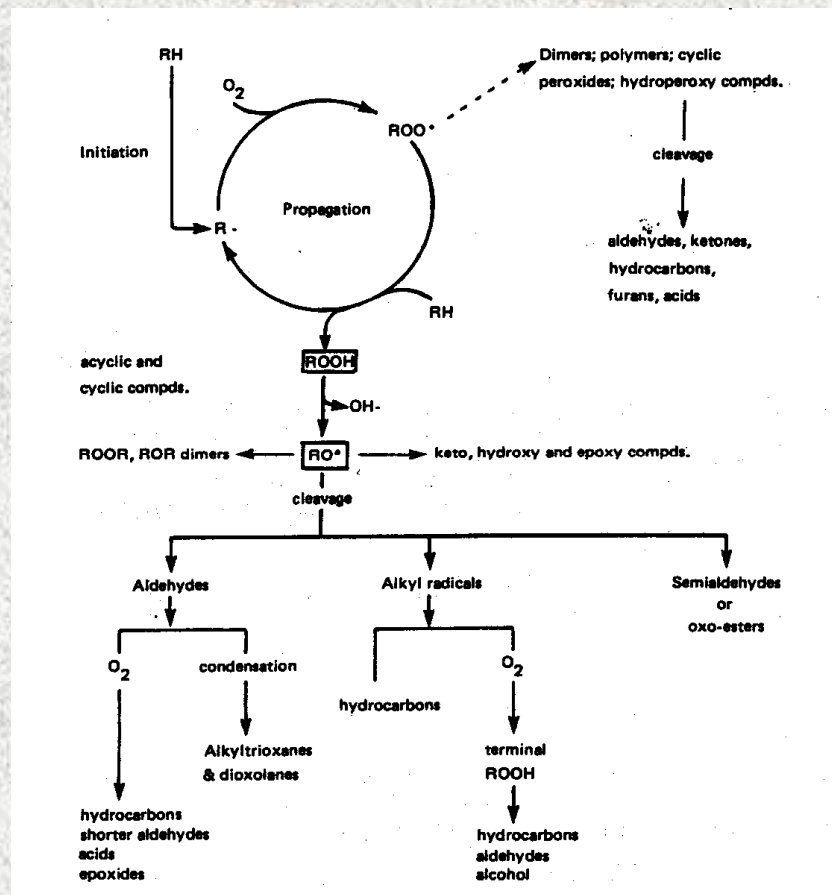 RH
O2
ROO•
Dimers; polymers; cyclic
peroxides; hydroperoxy compds.
Initiation
cleavage
Propagation
R •
aldehydes, ketones,
hydrocarbons,
furans, acids
RH
acyclic and
cyclic compds.
ROOH
OH-
ROOR, ROR dimers
RO•
keto, hydroxy and epoxy compds.
cleavage
Aldehydes
Alkyl radicals
Semialdehydes
or
oxo-esters
O2
condensation
O2
hydrocarbons
Alkyltrioxanes
& dioxolanes
terminal
ROOH
hydrocarbons
shorter aldehydes
acids
epoxides
hydrocarbons
aldehydes
alcohol